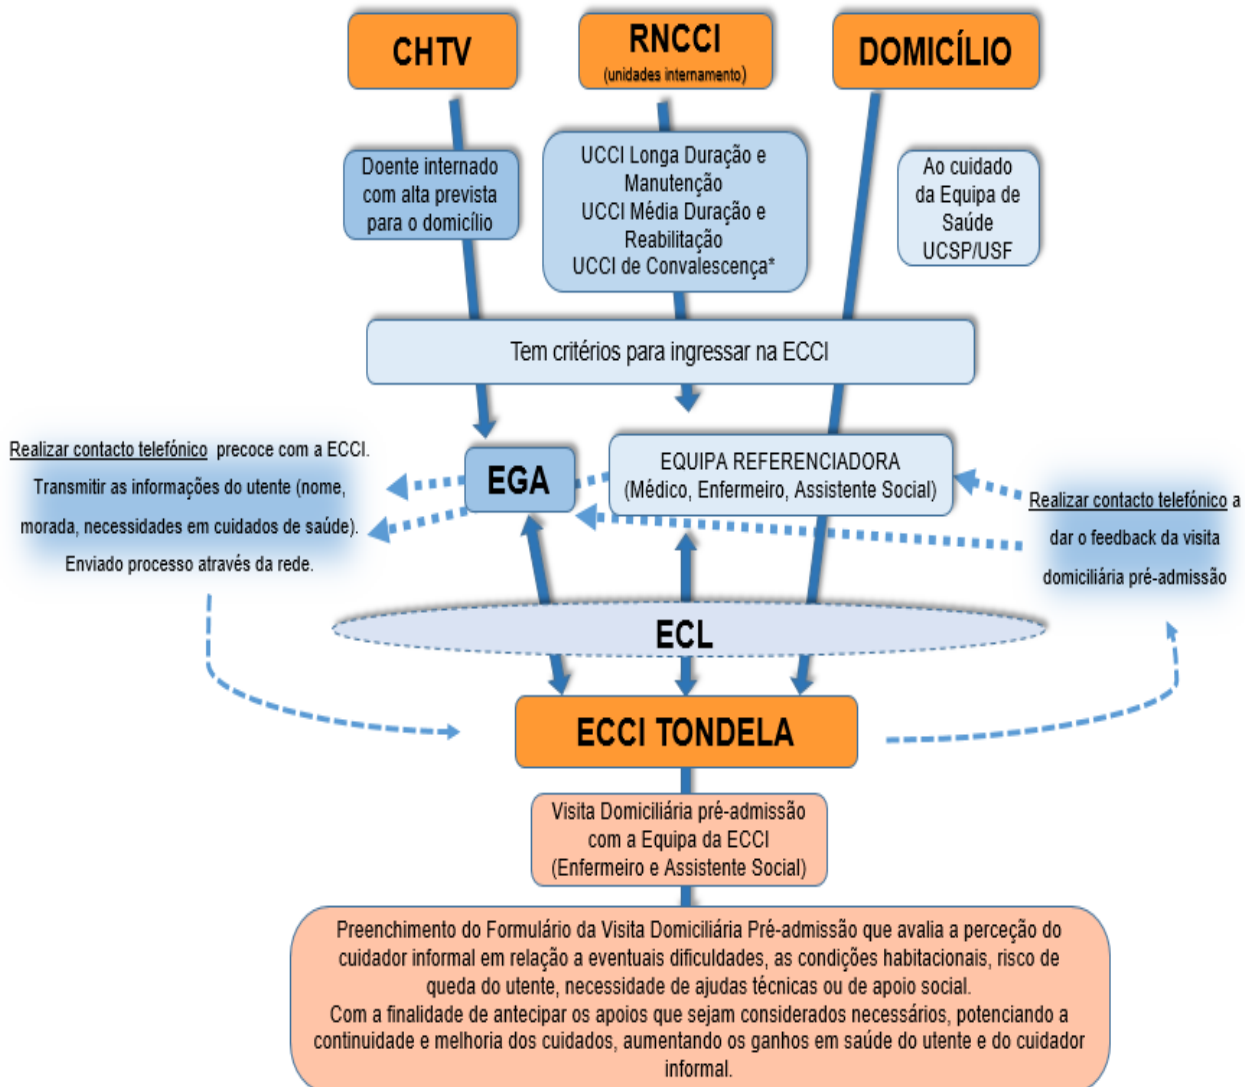 CHTV
RNCCI
(unidades internamento)
DOMICÍLIO
Doente internado
com alta prevista
para o domicílio
UCCI Longa Duração e
Manutenção
UCCI Média Duração e
Reabilitação
UCCI de Convalescença*
Ao cuidado
da Equipa de
Saúde
UCSP/USF
Tem critérios para ingressar na ECCI
Realizar contacto telefónico precoce com a ECCI.
Transmitir as informações do utente (nome,
morada, necessidades em cuidados de saúde).
Enviado processo através da rede.
EGA
EQUIPA REFERENCIADORA
(Médico, Enfermeiro, Assistente Social)
Realizar contacto telefónico a
dar o feedback da visita
domiciliária pré-admissão
ECL
ECCI TONDELA
Visita Domiciliária pré-admissão
com a Equipa da ECCI
(Enfermeiro e Assistente Social)
Preenchimento do Formulário da Visita Domiciliária Pré-admissão que avalia a perceção do
cuidador informal em relação a eventuais dificuldades, as condições habitacionais, risco de
queda do utente, necessidade de ajudas técnicas ou de apoio social.
Com a finalidade de antecipar os apoios que sejam considerados necessários, potenciando a
continuidade e melhoria dos cuidados, aumentando os ganhos em saúde do utente e do cuidador
informal.